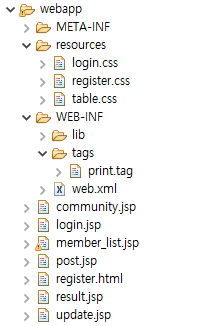 webapp
META-INF
resources
login.css
register.css
table.css
WEB-INF
lib
tags
print.tag
web.xml
community.jsp
login.jsp
member_list.jsp
post.jsp
register.html
result.jsp
update.jsp